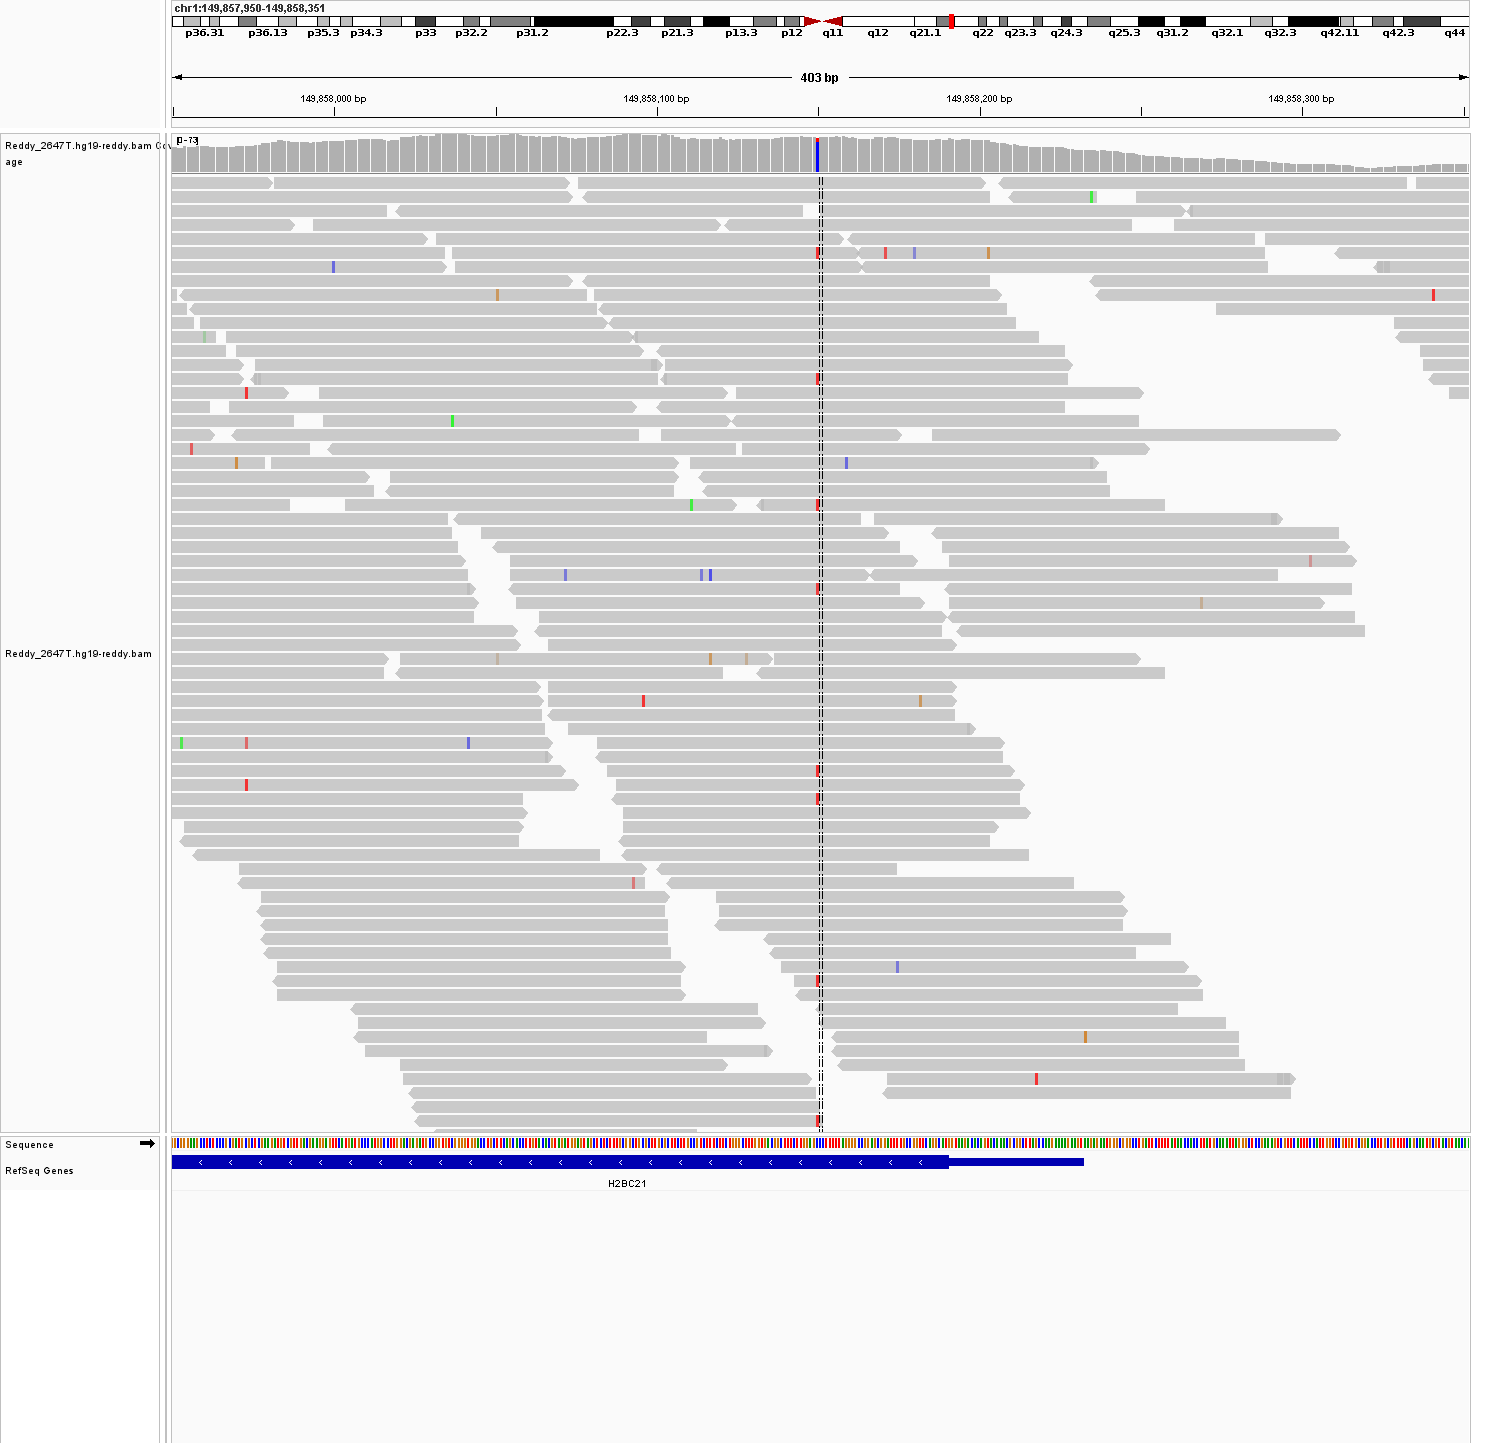 chr1:149,857,950-149,858,351
p36.31 p36.13 p35.3 p34.3 p33 p32.2 p31.2 p22.3 p21.3 p13.3 p12 q11 q12 q21.1 q22 q23.3 q24.3 q25.3 q31.2 q32.1 q32.3 q42.11 q42.3 q44
403 bp
149,858,000 bp 149,858,100 bp 149,858,200 bp 149,858,300 bp
[0-73]
Reddy_2647T.hg19-reddy.bam Cov
age
Reddy_2647T.hg19-reddy.bam
Sequence
RefSeq Genes
H2BC21